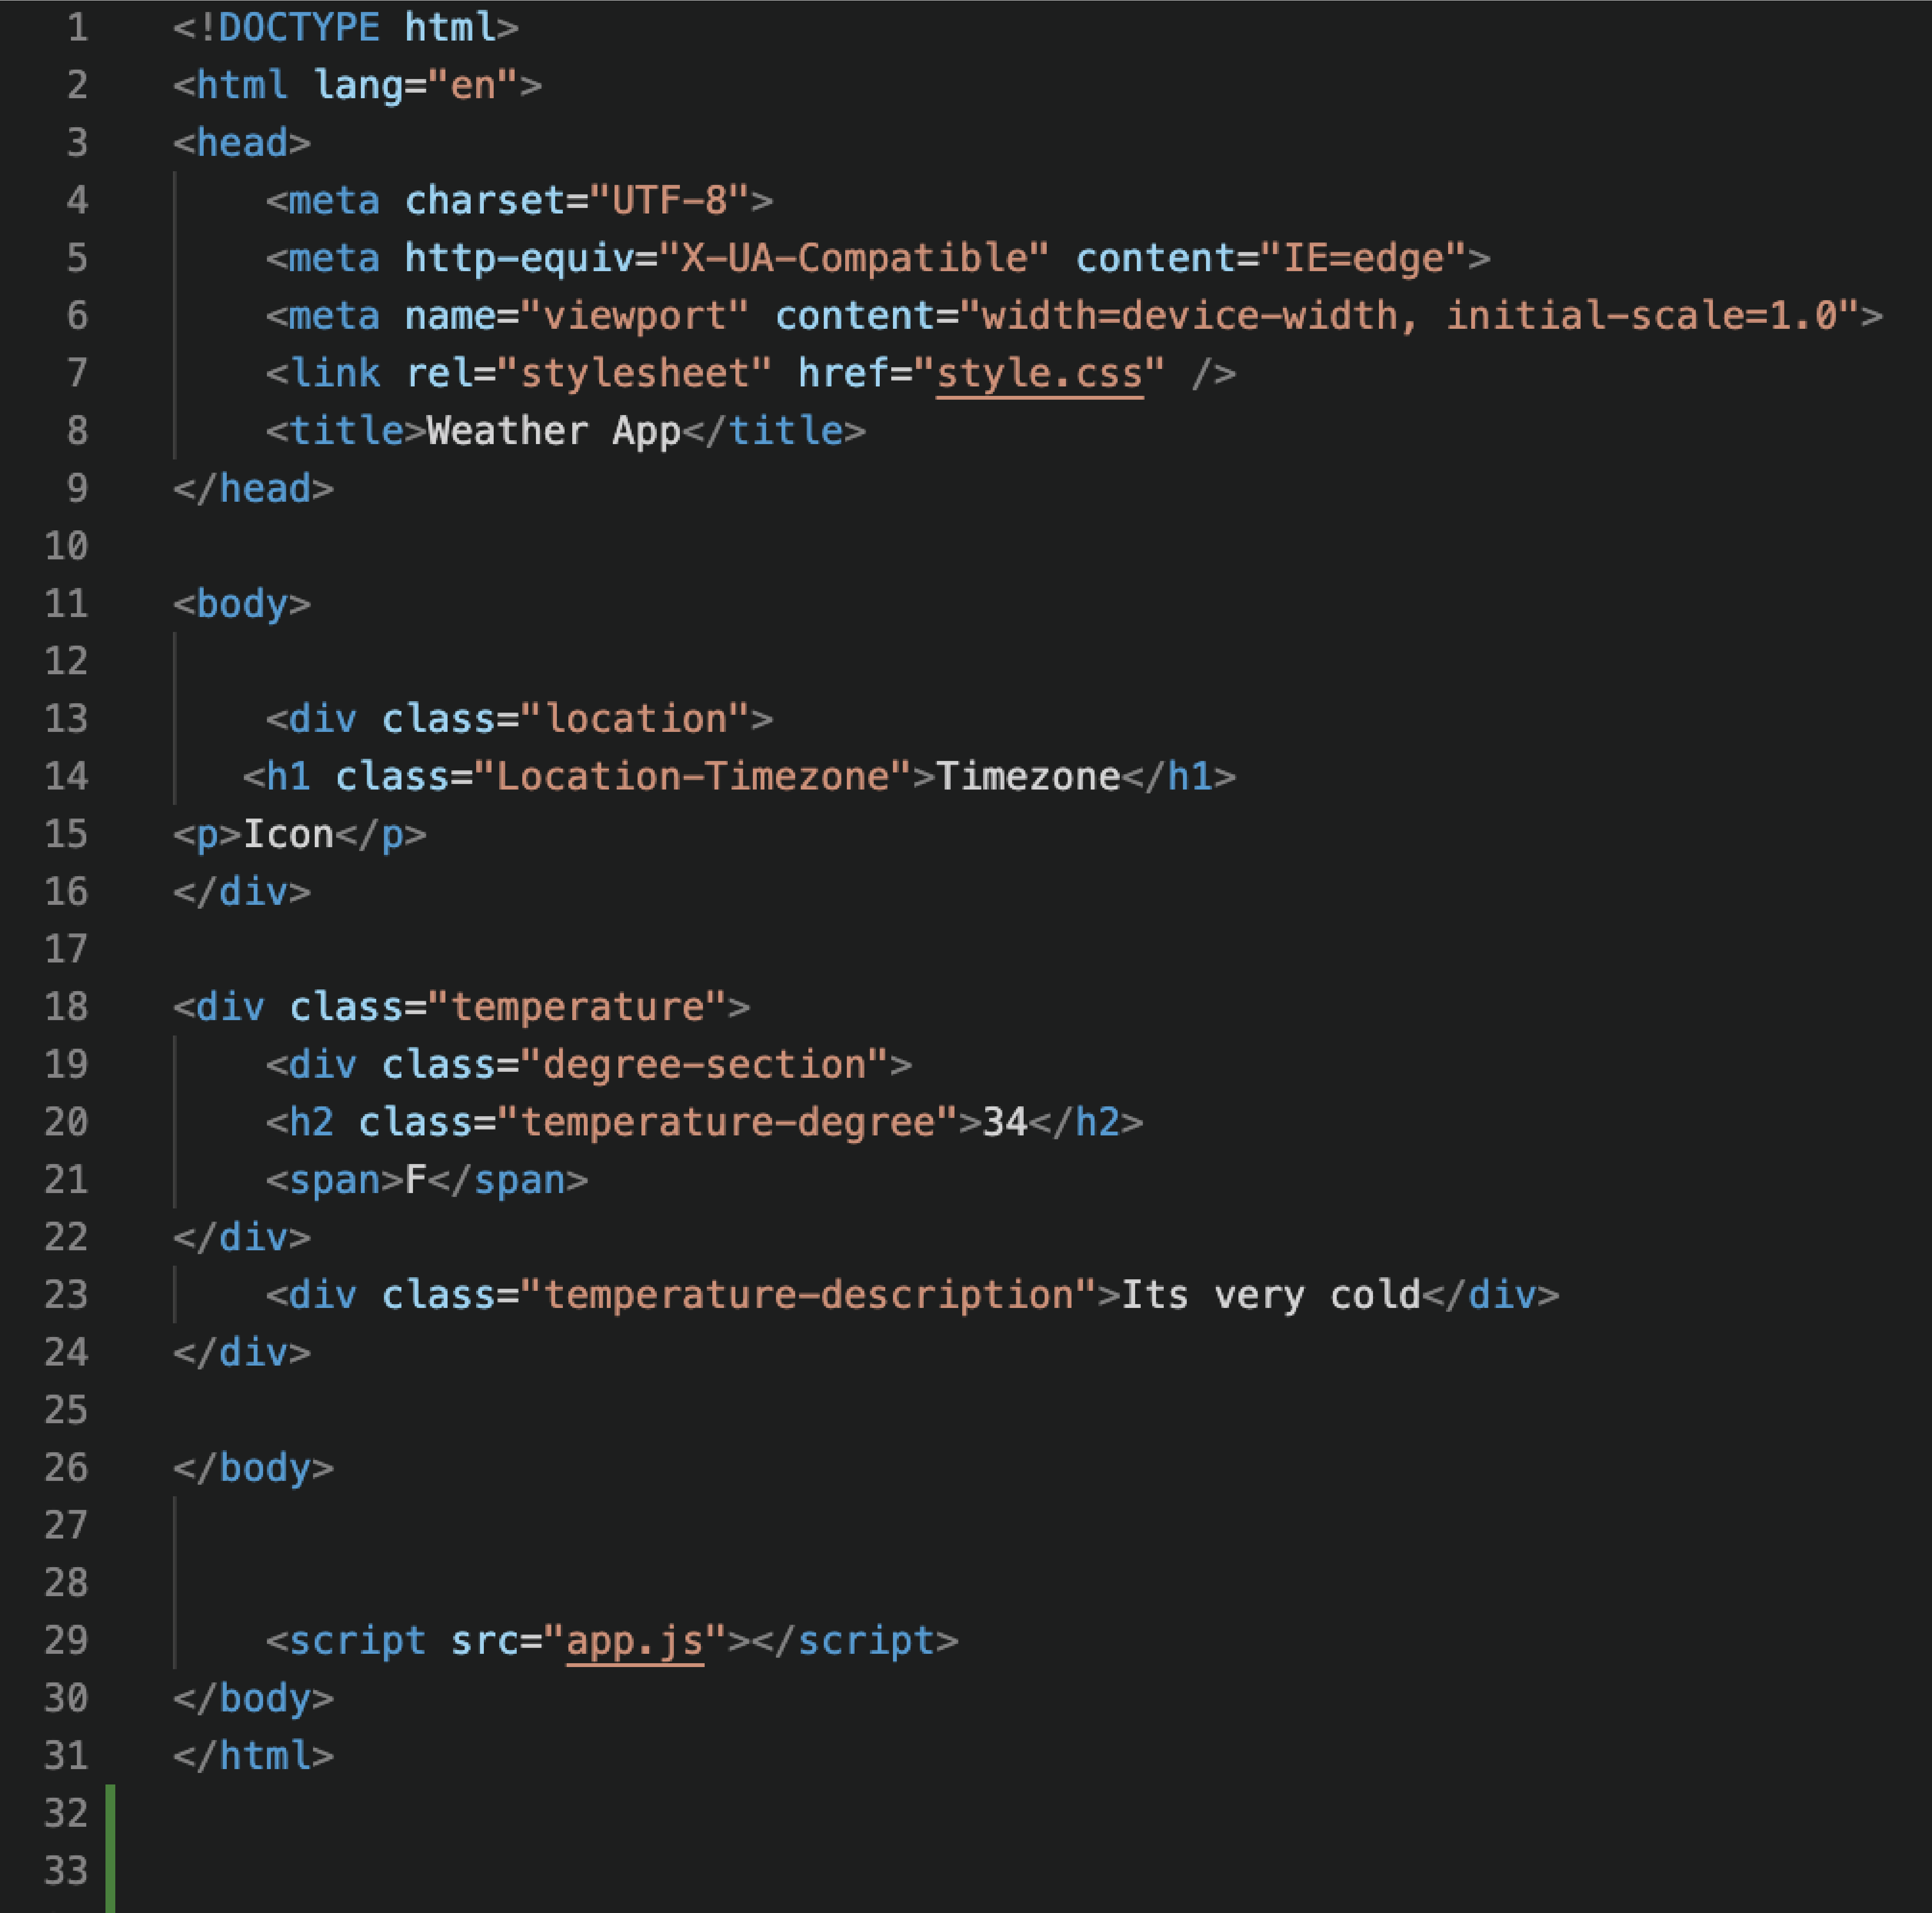 1 <!DOCTYPE html>
2 <html lang="en">
3 <head>
4 <meta charset="UTF-8">
5 <meta http-equiv="X-UA-Compatible" content="IE=edge">
6 <meta name="viewport" content="width=device-width, initial-scale=1.0">
7 <link rel="stylesheet" href="style.css" />
8 <title>Weather App</title>
9 </head>
10
11 <body>
12
13 <div class="location">
14 <h1 class="Location-Timezone">Timezone</h1>
15 <p>Icon</p>
16 </div>
17
18 <div class="temperature">
19 <div class="degree-section">
20 <h2 class="temperature-degree">34</h2>
21 <span>F</span>
22 </div>
23 <div class="temperature-description">Its very cold</div>
24 </div>
25
26 </body>
27
28
29 <script src="app.js"></script>
30 </body>
31 </html>
32
33